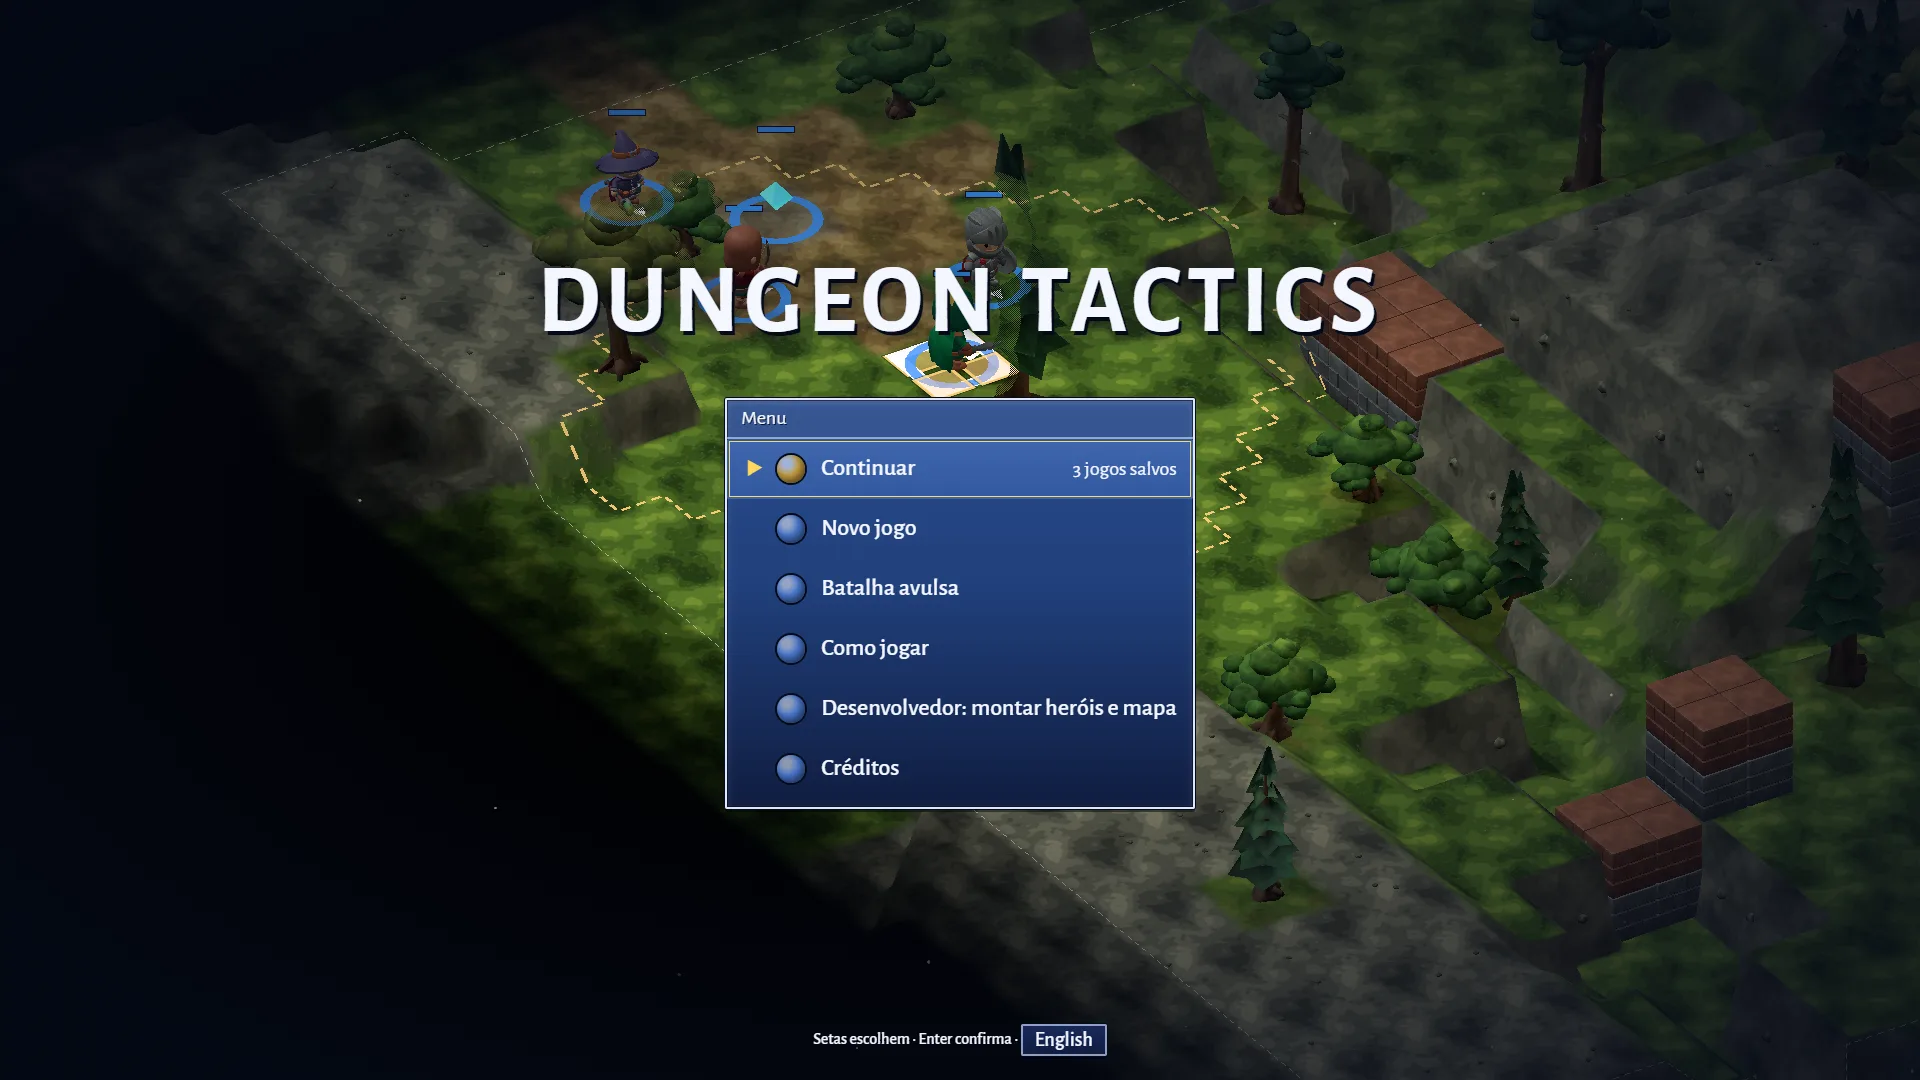 DUNGEON TACTICS
Menu
Continuar 3 jogos salvos
Novo jogo
Batalha avulsa
Como jogar
Desenvolvedor: montar heróis e mapa
Créditos
Setas escolhem · Enter confirma · English